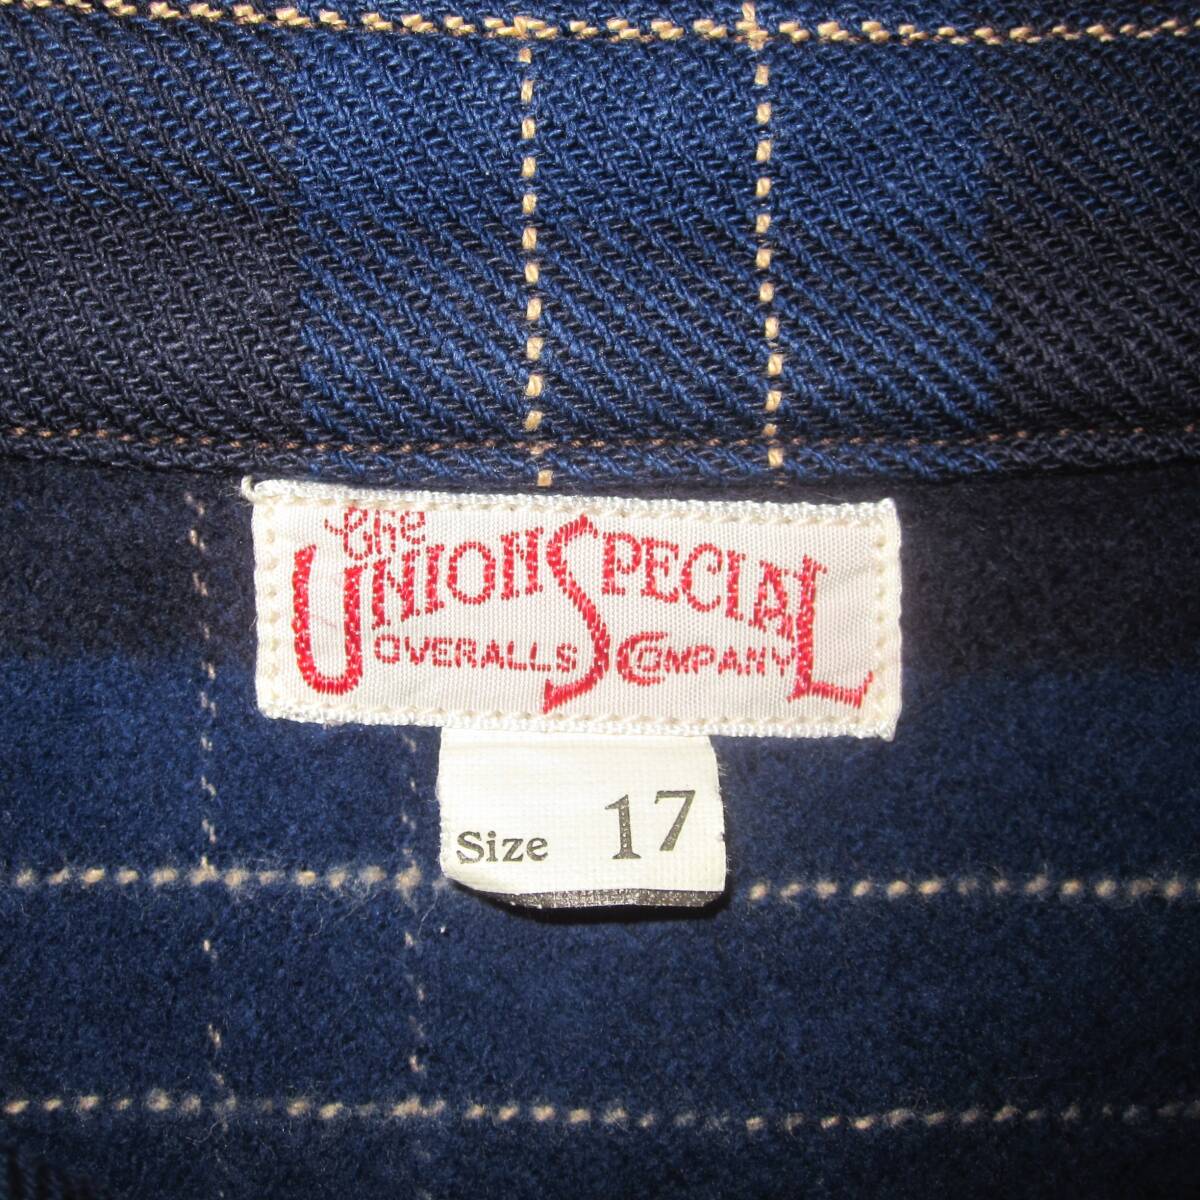 the
UNION SPECIAL
OVERALLS COMPANY
Size 17